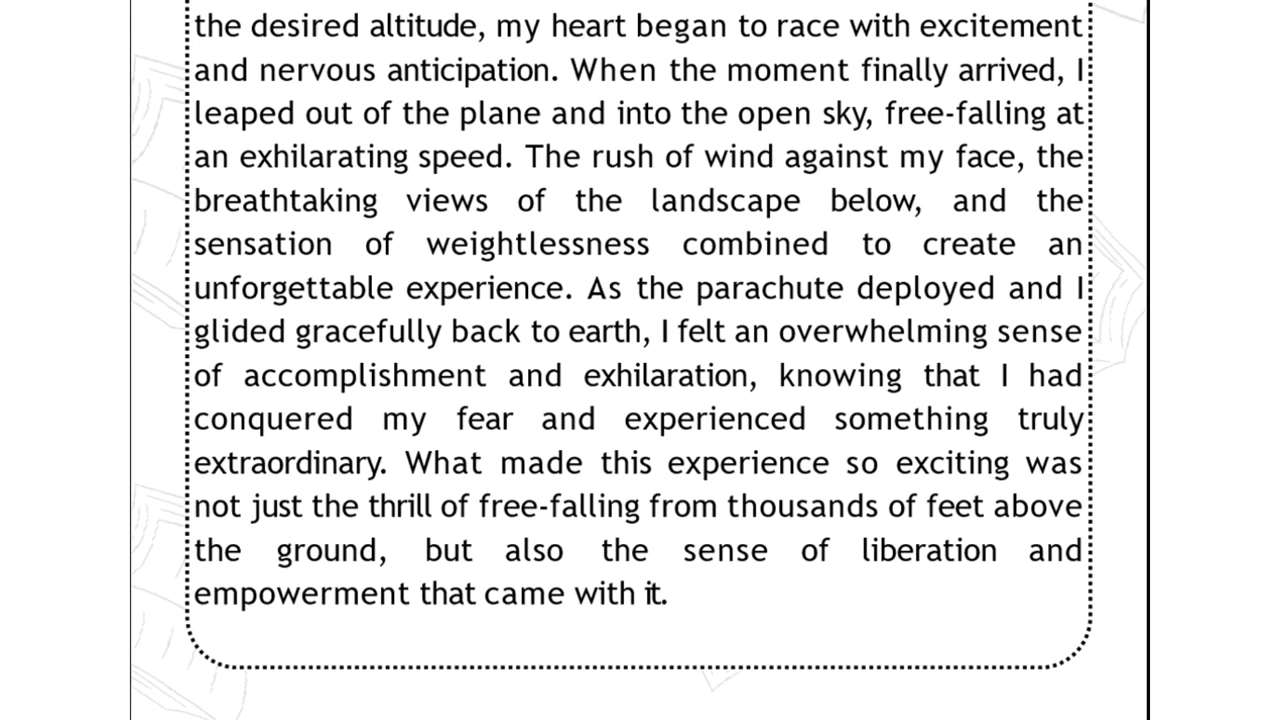 the desired altitude, my heart began to race with excitement
and nervous anticipation. When the moment finally arrived, I
leaped out of the plane and into the open sky, free-falling at
an exhilarating speed. The rush of wind against my face, the
breathtaking views of the landscape below, and the
sensation of weightlessness combined to create an
unforgettable experience. As the parachute deployed and I
glided gracefully back to earth, I felt an overwhelming sense
of accomplishment and exhilaration, knowing that I had
conquered my fear and experienced something truly
extraordinary. What made this experience so exciting was
not just the thrill of free-falling from thousands of feet above
the ground, but also the sense of liberation and
empowerment that came with it.